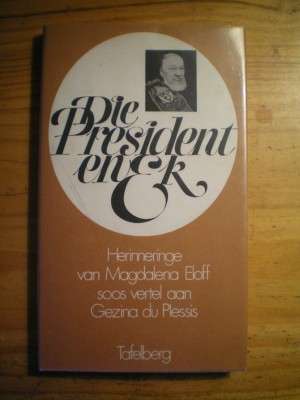 Die
President
en Ek
Herinneringe
van Magdalena Eloff
soos vertel aan
Gezina du Plessis
Tafelberg